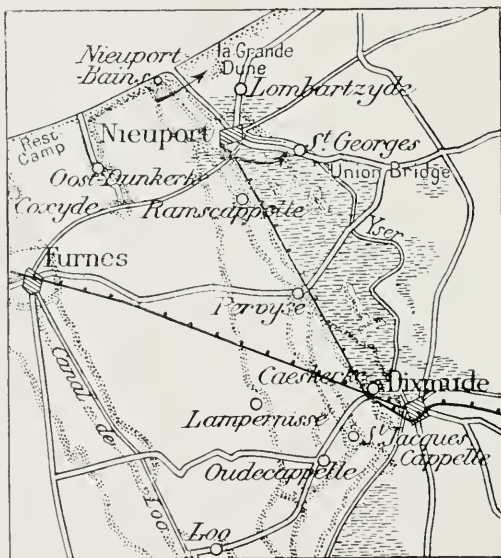 Nieuport
-Bains
la Grande
Dune
Lombartzyde
Nieuport
St Georges
Rest
Camp
Union Bridge
Oost-Dunkerke
Ramscappelle
Coxyde
Yser
Furnes
Pervyse
Caeskerke
Dixmude
Canal de
Loo
Lampernisse
St Jacques
Cappelle
Oudecappelle
Loo